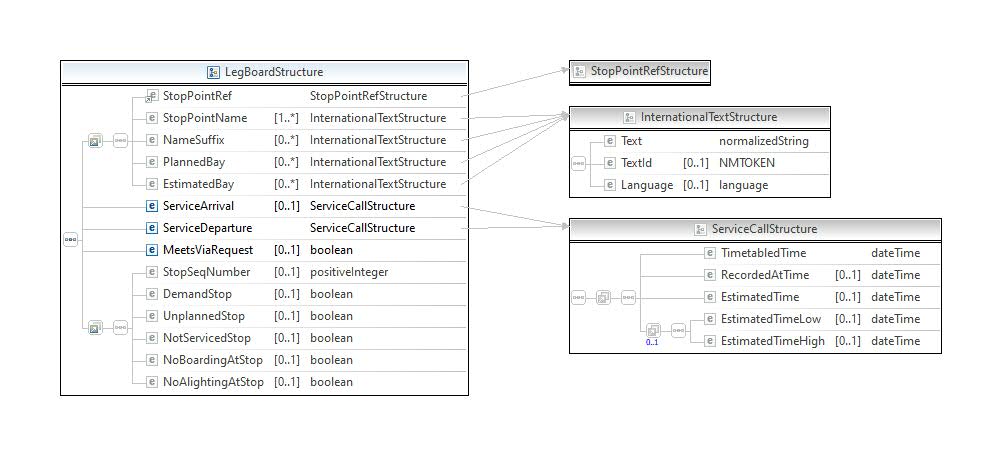 LegBoardStructure
StopPointRef StopPointRefStructure
StopPointName [1..*] InternationalTextStructure
NameSuffix [0..*] InternationalTextStructure
PlannedBay [0..*] InternationalTextStructure
EstimatedBay [0..*] InternationalTextStructure
ServiceArrival [0..1] ServiceCallStructure
ServiceDeparture ServiceCallStructure
MeetsViaRequest [0..1] boolean
StopSeqNumber [0..1] positiveInteger
DemandStop [0..1] boolean
UnplannedStop [0..1] boolean
NotServicedStop [0..1] boolean
NoBoardingAtStop [0..1] boolean
NoAlightingAtStop [0..1] boolean
StopPointRefStructure
InternationalTextStructure
Text normalizedString
TextId [0..1] NMTOKEN
Language [0..1] language
ServiceCallStructure
TimetabledTime dateTime
RecordedAtTime [0..1] dateTime
EstimatedTime [0..1] dateTime
EstimatedTimeLow [0..1] dateTime
0..1
EstimatedTimeHigh [0..1] dateTime